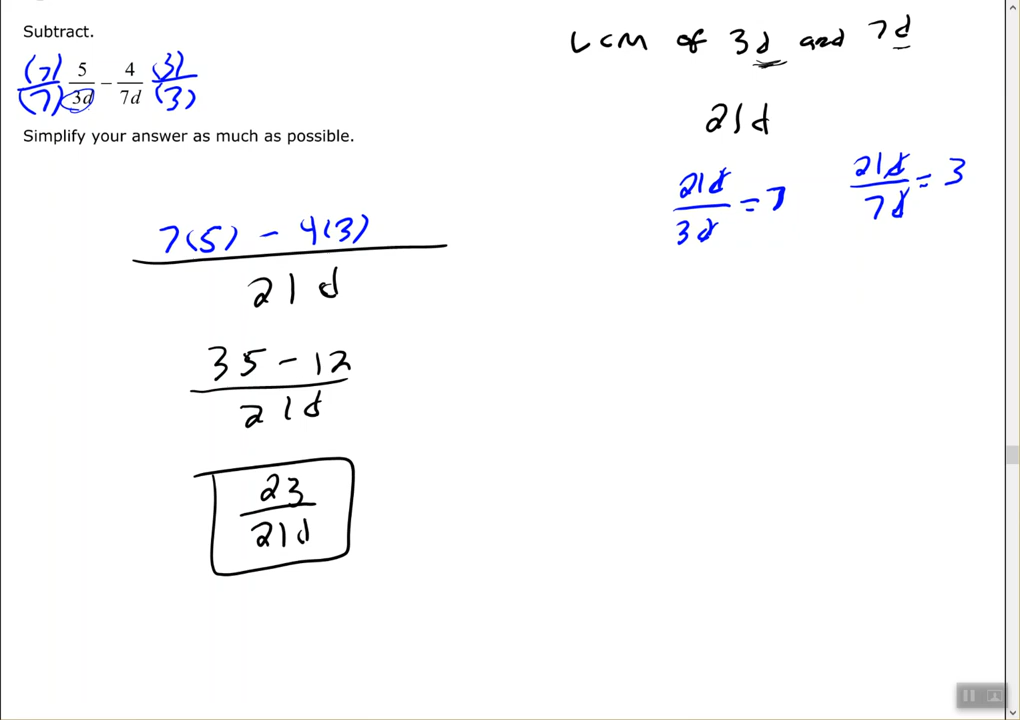 Subtract.
(7)/(7) 5/3d − 4/7d (3)/(3)
Simplify your answer as much as possible.
7(5) − 4(3)
21d
35 − 12
21d
23
21d
LCM of 3d and 7d
21d
21d/3d = 7
21d/7d = 3